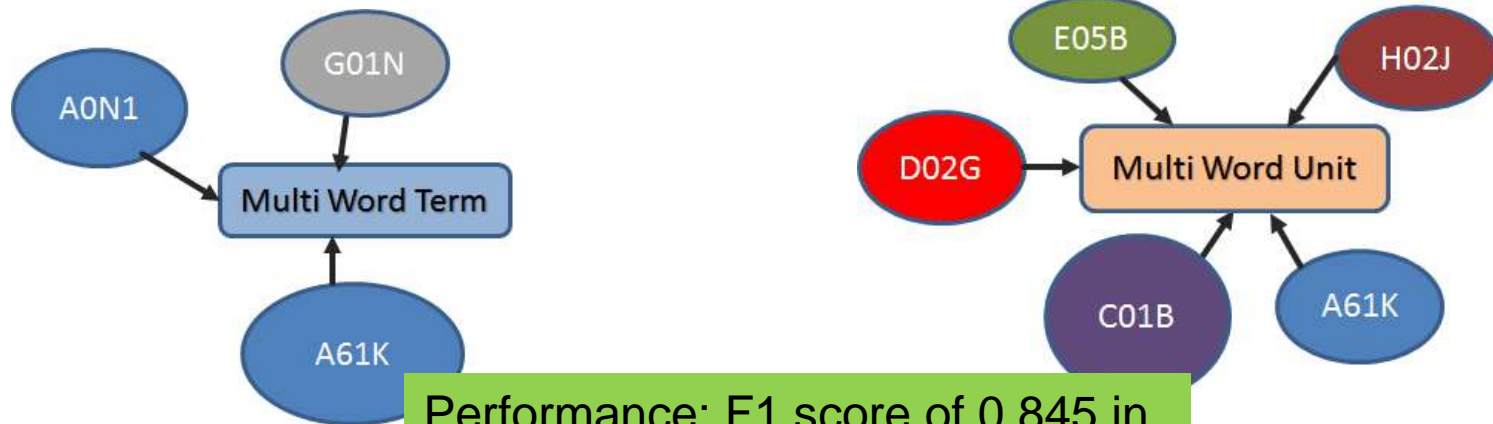 A0N1
G01N
Multi Word Term
A61K
E05B
H02J
D02G
Multi Word Unit
C01B
A61K
Performance: F1 score of 0.845 in